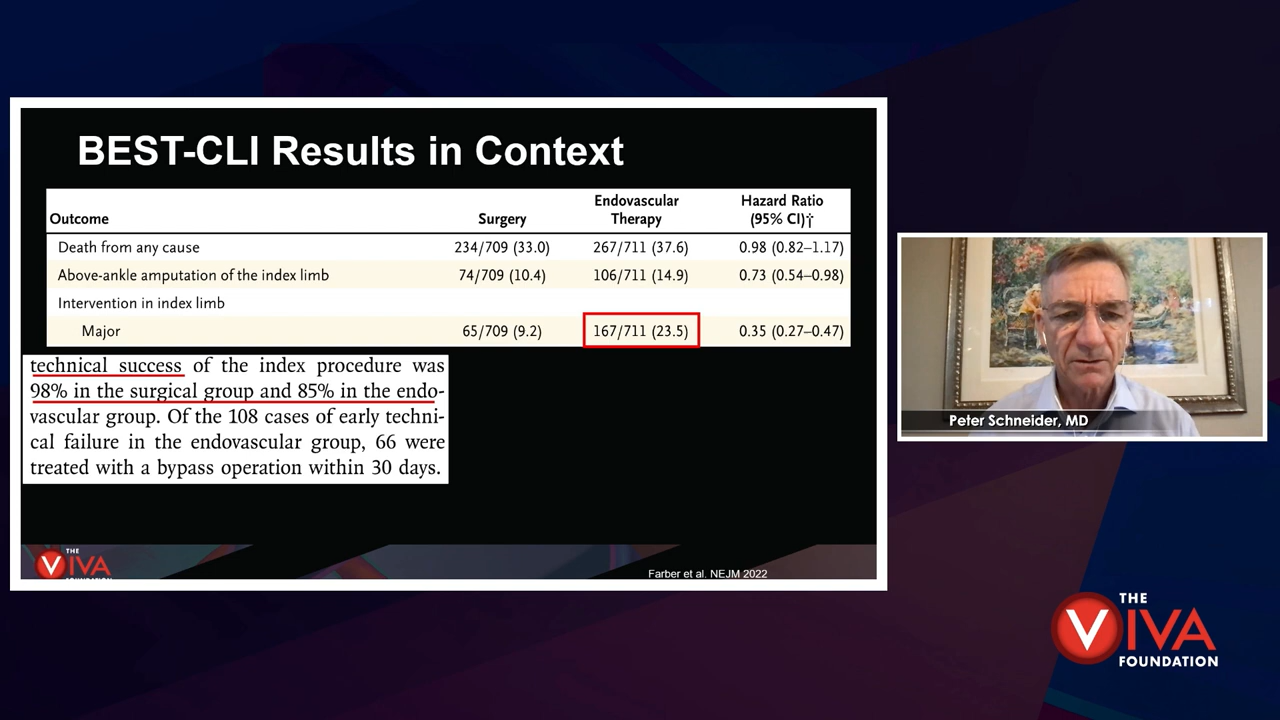 BEST-CLI Results in Context
Outcome Surgery Endovascular Therapy Hazard Ratio (95% CI)†
Death from any cause 234/709 (33.0) 267/711 (37.6) 0.98 (0.82–1.17)
Above-ankle amputation of the index limb 74/709 (10.4) 106/711 (14.9) 0.73 (0.54–0.98)
Intervention in index limb
Major 65/709 (9.2) 167/711 (23.5) 0.35 (0.27–0.47)
technical success of the index procedure was
98% in the surgical group and 85% in the endo-
vascular group. Of the 108 cases of early techni-
cal failure in the endovascular group, 66 were
treated with a bypass operation within 30 days.
THE
VIVA
FOUNDATION
Farber et al. NEJM 2022
Peter Schneider, MD
THE
VIVA
FOUNDATION